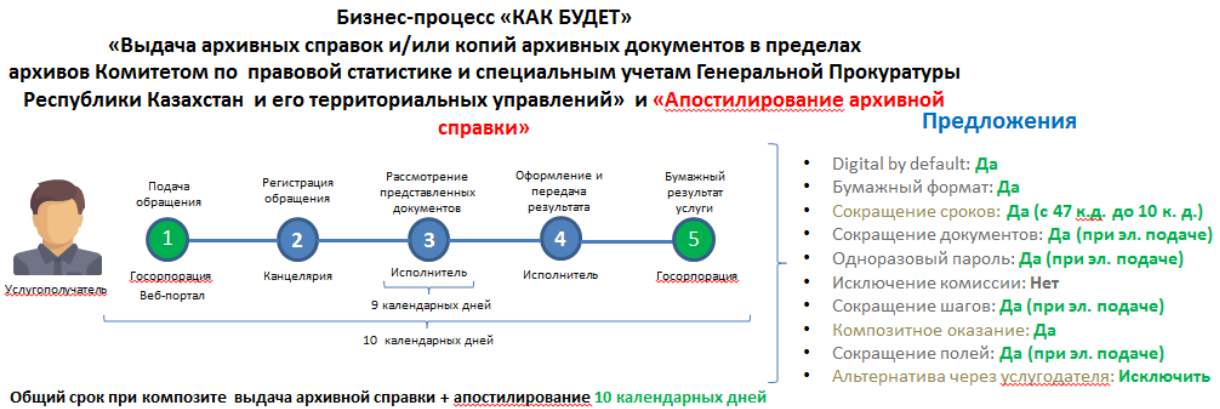 Бизнес-процесс «КАК БУДЕТ»
«Выдача архивных справок и/или копий архивных документов в пределах
архивов Комитетом по правовой статистике и специальным учетам Генеральной Прокуратуры
Республики Казахстан и его территориальных управлений» и «Апостилирование архивной
справки»
Предложения
Услугополучатель
Подача
обращения
1
Госорпорация
Веб-портал
Регистрация
обращения
2
Канцелярия
Рассмотрение
представленных
документов
3
Исполнитель
9 календарных дней
Оформление и
передача
результата
4
Исполнитель
Бумажный
результат
услуги
5
Госорпорация
10 календарных дней
• Digital by default: Да
• Бумажный формат: Да
• Сокращение сроков: Да (с 47 к.д. до 10 к. д.)
• Сокращение документов: Да (при эл. подаче)
• Одноразовый пароль: Да (при эл. подаче)
• Исключение комиссии: Нет
• Сокращение шагов: Да (при эл. подаче)
• Композитное оказание: Да
• Сокращение полей: Да (при эл. подаче)
• Альтернатива через услугодателя: Исключить
Общий срок при композите выдача архивной справки + апостилирование 10 календарных дней